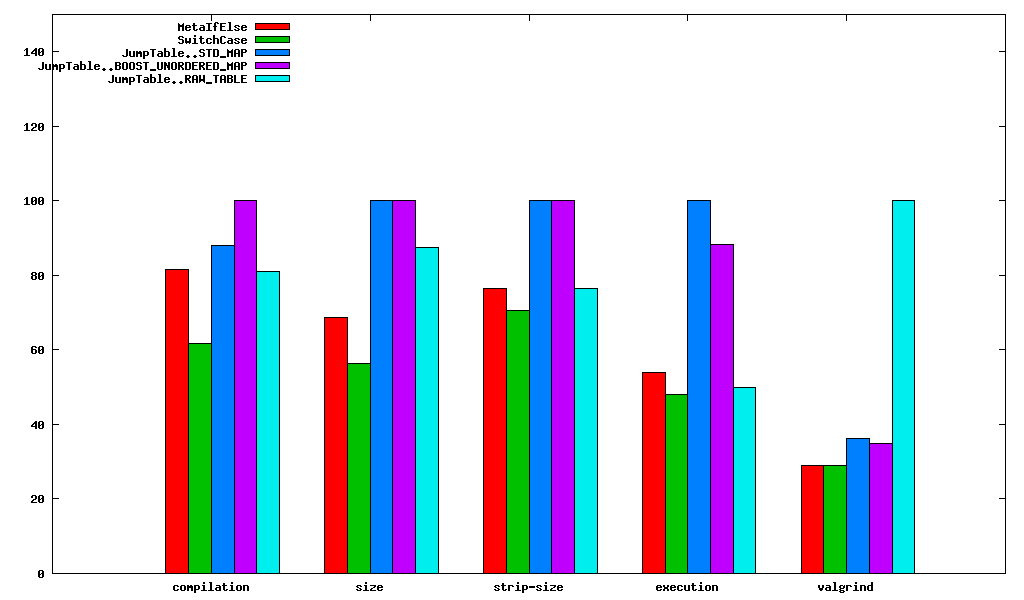 MetaIfElse
SwitchCase
JumpTable..STD_MAP
JumpTable..BOOST_UNORDERED_MAP
JumpTable..RAW_TABLE
140
120
100
80
60
40
20
0
compilation size strip-size execution valgrind